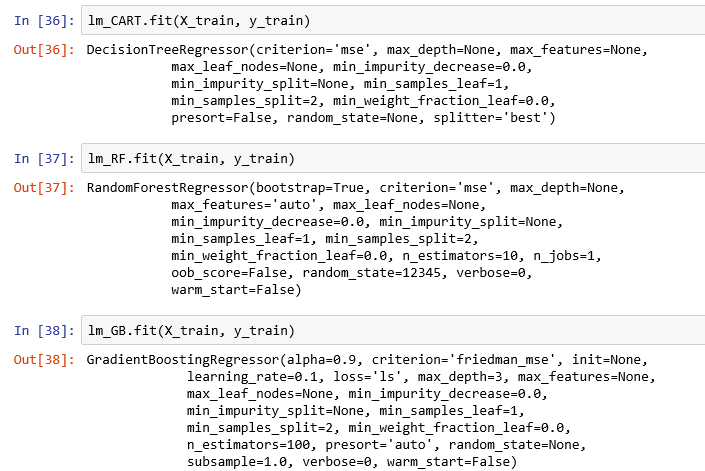 In [36]: lm_CART.fit(X_train, y_train)
Out[36]: DecisionTreeRegressor(criterion='mse', max_depth=None, max_features=None,
max_leaf_nodes=None, min_impurity_decrease=0.0,
min_impurity_split=None, min_samples_leaf=1,
min_samples_split=2, min_weight_fraction_leaf=0.0,
presort=False, random_state=None, splitter='best')
In [37]: lm_RF.fit(X_train, y_train)
Out[37]: RandomForestRegressor(bootstrap=True, criterion='mse', max_depth=None,
max_features='auto', max_leaf_nodes=None,
min_impurity_decrease=0.0, min_impurity_split=None,
min_samples_leaf=1, min_samples_split=2,
min_weight_fraction_leaf=0.0, n_estimators=10, n_jobs=1,
oob_score=False, random_state=12345, verbose=0,
warm_start=False)
In [38]: lm_GB.fit(X_train, y_train)
Out[38]: GradientBoostingRegressor(alpha=0.9, criterion='friedman_mse', init=None,
learning_rate=0.1, loss='ls', max_depth=3, max_features=None,
max_leaf_nodes=None, min_impurity_decrease=0.0,
min_impurity_split=None, min_samples_leaf=1,
min_samples_split=2, min_weight_fraction_leaf=0.0,
n_estimators=100, presort='auto', random_state=None,
subsample=1.0, verbose=0, warm_start=False)